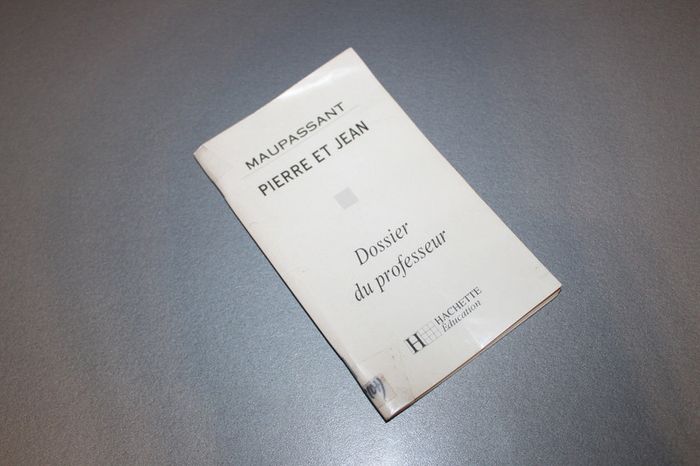 MAUPASSANT
PIERRE ET JEAN
Dossier
du professeur
H HACHETTE
Éducation